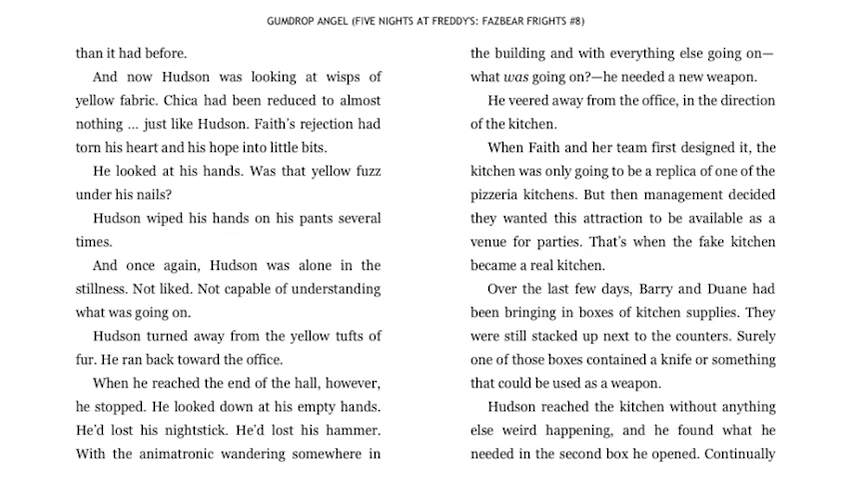 GUMDROP ANGEL (FIVE NIGHTS AT FREDDY'S: FAZBEAR FRIGHTS #8)
than it had before.
And now Hudson was looking at wisps of
yellow fabric. Chica had been reduced to almost
nothing ... just like Hudson. Faith's rejection had
torn his heart and his hope into little bits.
He looked at his hands. Was that yellow fuzz
under his nails?
Hudson wiped his hands on his pants several
times.
And once again, Hudson was alone in the
stillness. Not liked. Not capable of understanding
what was going on.
Hudson turned away from the yellow tufts of
fur. He ran back toward the office.
When he reached the end of the hall, however,
he stopped. He looked down at his empty hands.
He'd lost his nightstick. He'd lost his hammer.
With the animatronic wandering somewhere in
the building and with everything else going on—
what was going on?—he needed a new weapon.
He veered away from the office, in the direction
of the kitchen.
When Faith and her team first designed it, the
kitchen was only going to be a replica of one of the
pizzeria kitchens. But then management decided
they wanted this attraction to be available as a
venue for parties. That's when the fake kitchen
became a real kitchen.
Over the last few days, Barry and Duane had
been bringing in boxes of kitchen supplies. They
were still stacked up next to the counters. Surely
one of those boxes contained a knife or something
that could be used as a weapon.
Hudson reached the kitchen without anything
else weird happening, and he found what he
needed in the second box he opened. Continually